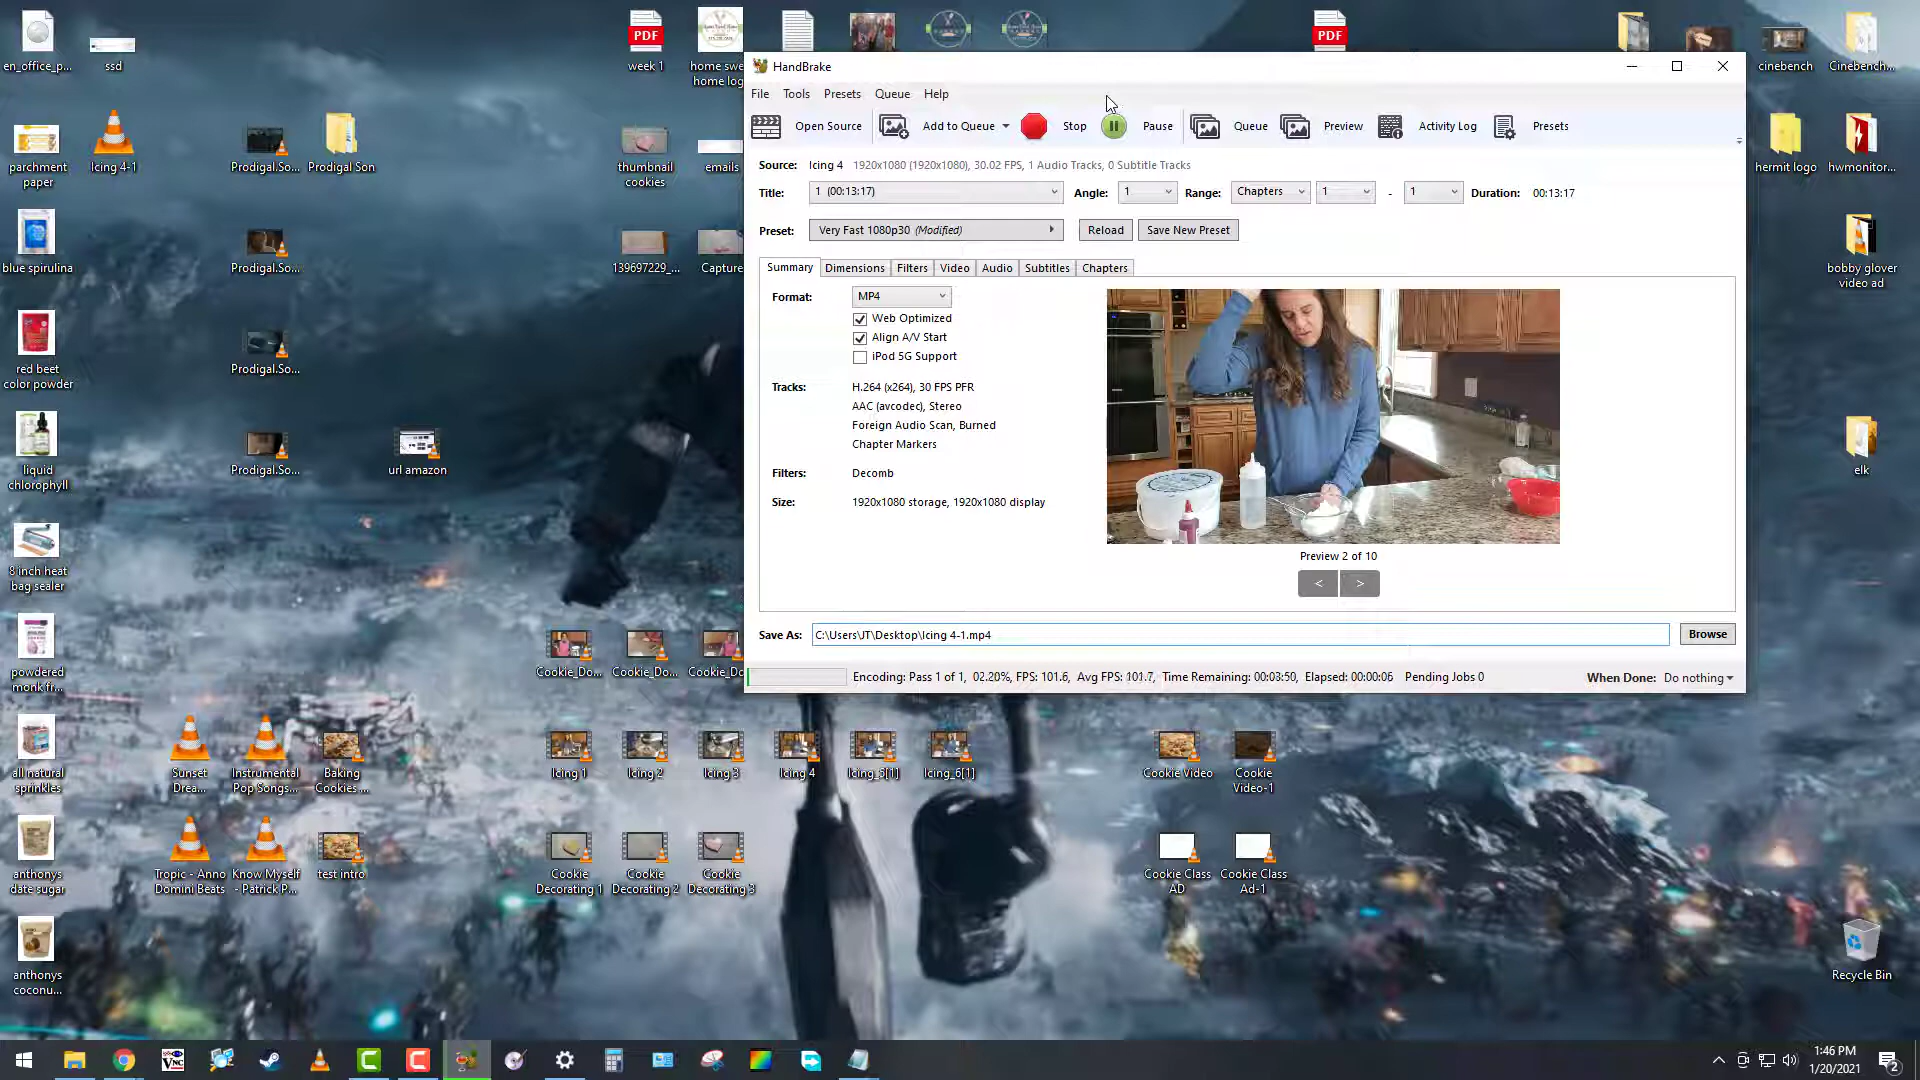 en_office_p...
ssd
PDF
week 1
home swe
home log
PDF
cinebench
Cinebench...
parchment
paper
Icing 4-1
Prodigal.So...
Prodigal Son
thumbnail
cookies
emails
hermit logo
hwmonitor...
blue spirulina
Prodigal.So...
139697229_...
Capture
bobby glover
video ad
red beet
color powder
Prodigal.So...
liquid
chlorophyll
Prodigal.So...
url amazon
elk
8 inch heat
bag sealer
powdered
monk fr...
Cookie_Do...
Cookie_Do...
Cookie_Do
all natural
sprinkles
Sunset
Drea...
Instrumental
Pop Songs...
Baking
Cookies ...
Icing 1
Icing 2
Icing 3
Icing 4
Icing_5[1]
Icing_6[1]
Cookie Video
Cookie
Video-1
anthonys
date sugar
Tropic - Anno
Domini Beats
Know Myself
- Patrick P...
test intro
Cookie
Decorating 1
Cookie
Decorating 2
Cookie
Decorating 3
Cookie Class
AD
Cookie Class
Ad-1
anthonys
coconu...
Recycle Bin
HandBrake
File Tools Presets Queue Help
Open Source Add to Queue Stop Pause Queue Preview Activity Log Presets
Source: Icing 4 1920x1080 (1920x1080), 30.02 FPS, 1 Audio Tracks, 0 Subtitle Tracks
Title: 1 (00:13:17) Angle: 1 Range: Chapters 1 - 1 Duration: 00:13:17
Preset: Very Fast 1080p30 (Modified) Reload Save New Preset
Summary Dimensions Filters Video Audio Subtitles Chapters
Format: MP4
Web Optimized
Align A/V Start
iPod 5G Support
Tracks: H.264 (x264), 30 FPS PFR
AAC (avcodec), Stereo
Foreign Audio Scan, Burned
Chapter Markers
Filters: Decomb
Size: 1920x1080 storage, 1920x1080 display
Preview 2 of 10
< >
Save As: C:\Users\JT\Desktop\Icing 4-1.mp4 Browse
Encoding: Pass 1 of 1, 02.20%, FPS: 101.6, Avg FPS: 101.7, Time Remaining: 00:03:50, Elapsed: 00:00:06 Pending Jobs 0 When Done: Do nothing
VNC
1:46 PM
1/20/2021
2